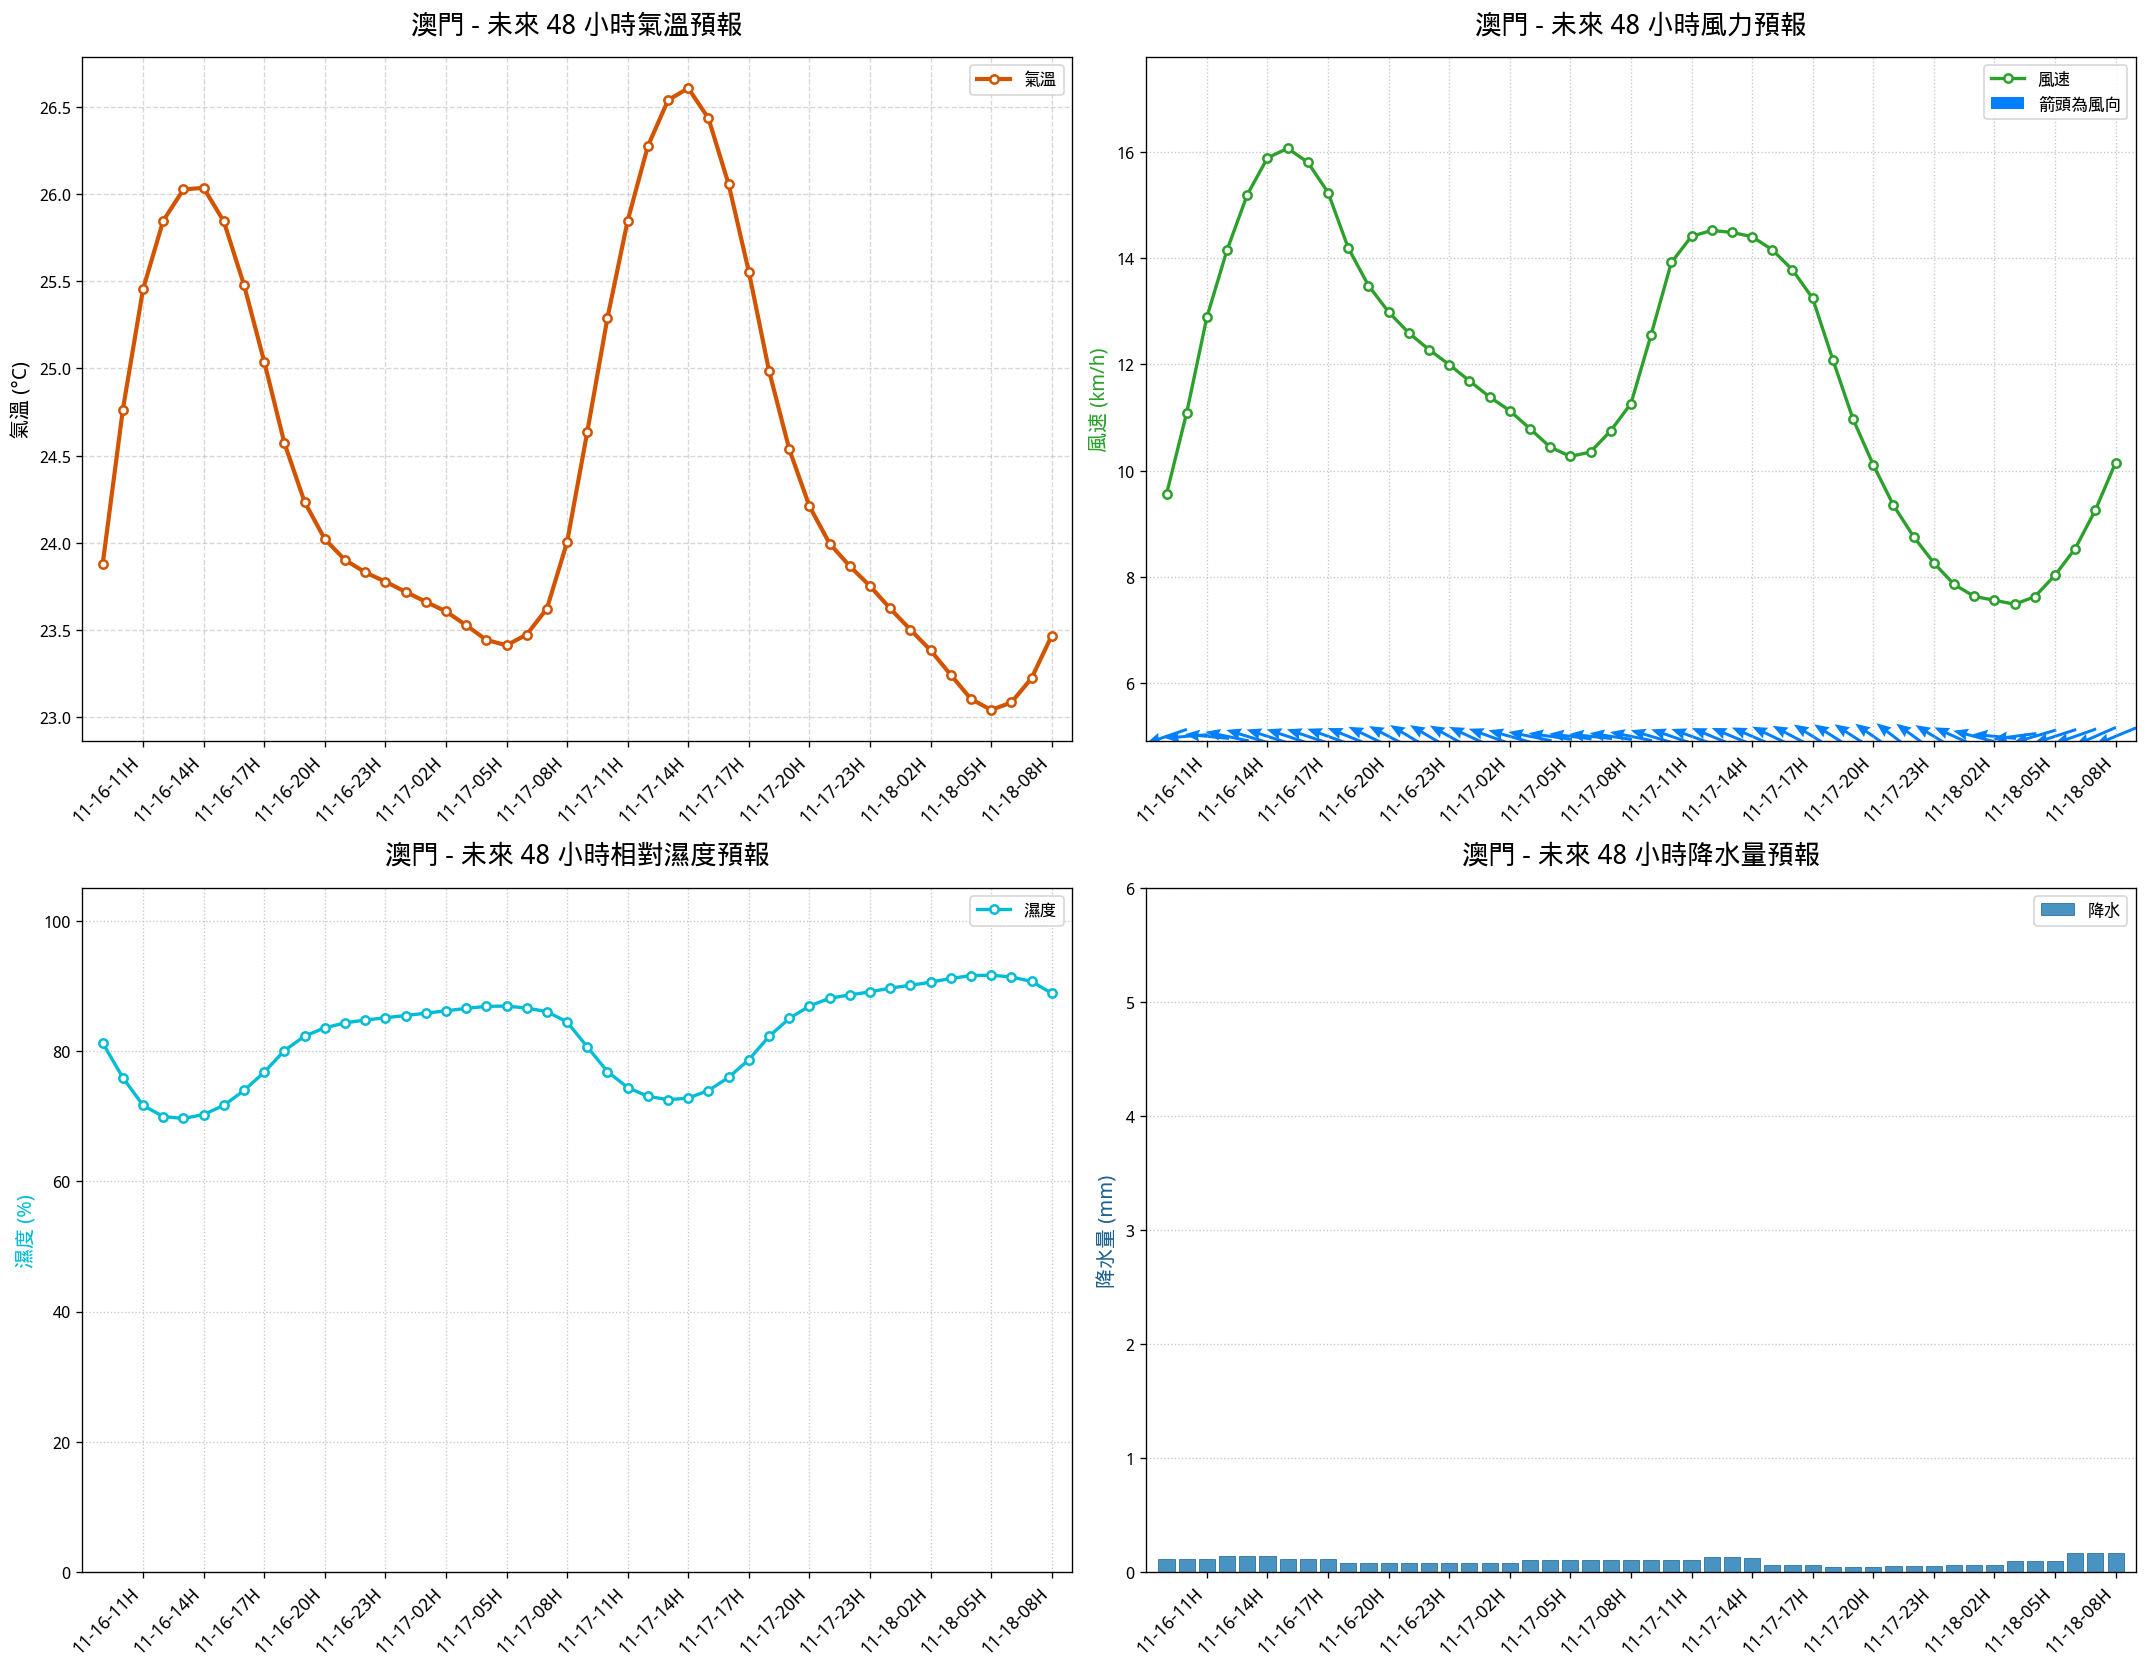 澳門 - 未來 48 小時氣溫預報
氣溫
氣溫 (°C)
26.5
26.0
25.5
25.0
24.5
24.0
23.5
23.0
11-16-11H
11-16-14H
11-16-17H
11-16-20H
11-16-23H
11-17-02H
11-17-05H
11-17-08H
11-17-11H
11-17-14H
11-17-17H
11-17-20H
11-17-23H
11-18-02H
11-18-05H
11-18-08H
澳門 - 未來 48 小時風力預報
風速
箭頭為風向
風速 (km/h)
16
14
12
10
8
6
11-16-11H
11-16-14H
11-16-17H
11-16-20H
11-16-23H
11-17-02H
11-17-05H
11-17-08H
11-17-11H
11-17-14H
11-17-17H
11-17-20H
11-17-23H
11-18-02H
11-18-05H
11-18-08H
澳門 - 未來 48 小時相對濕度預報
濕度
濕度 (%)
100
80
60
40
20
0
11-16-11H
11-16-14H
11-16-17H
11-16-20H
11-16-23H
11-17-02H
11-17-05H
11-17-08H
11-17-11H
11-17-14H
11-17-17H
11-17-20H
11-17-23H
11-18-02H
11-18-05H
11-18-08H
澳門 - 未來 48 小時降水量預報
降水
降水量 (mm)
6
5
4
3
2
1
0
11-16-11H
11-16-14H
11-16-17H
11-16-20H
11-16-23H
11-17-02H
11-17-05H
11-17-08H
11-17-11H
11-17-14H
11-17-17H
11-17-20H
11-17-23H
11-18-02H
11-18-05H
11-18-08H